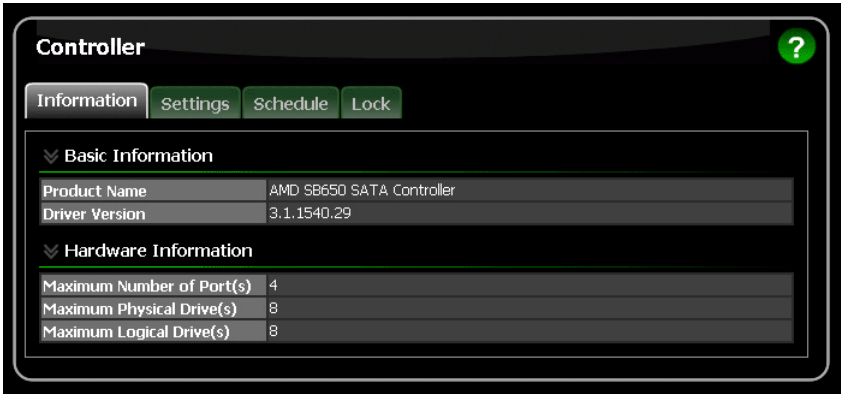 Controller
?
Information Settings Schedule Lock
Basic Information
Product Name AMD SB650 SATA Controller
Driver Version 3.1.1540.29
Hardware Information
Maximum Number of Port(s) 4
Maximum Physical Drive(s) 8
Maximum Logical Drive(s) 8